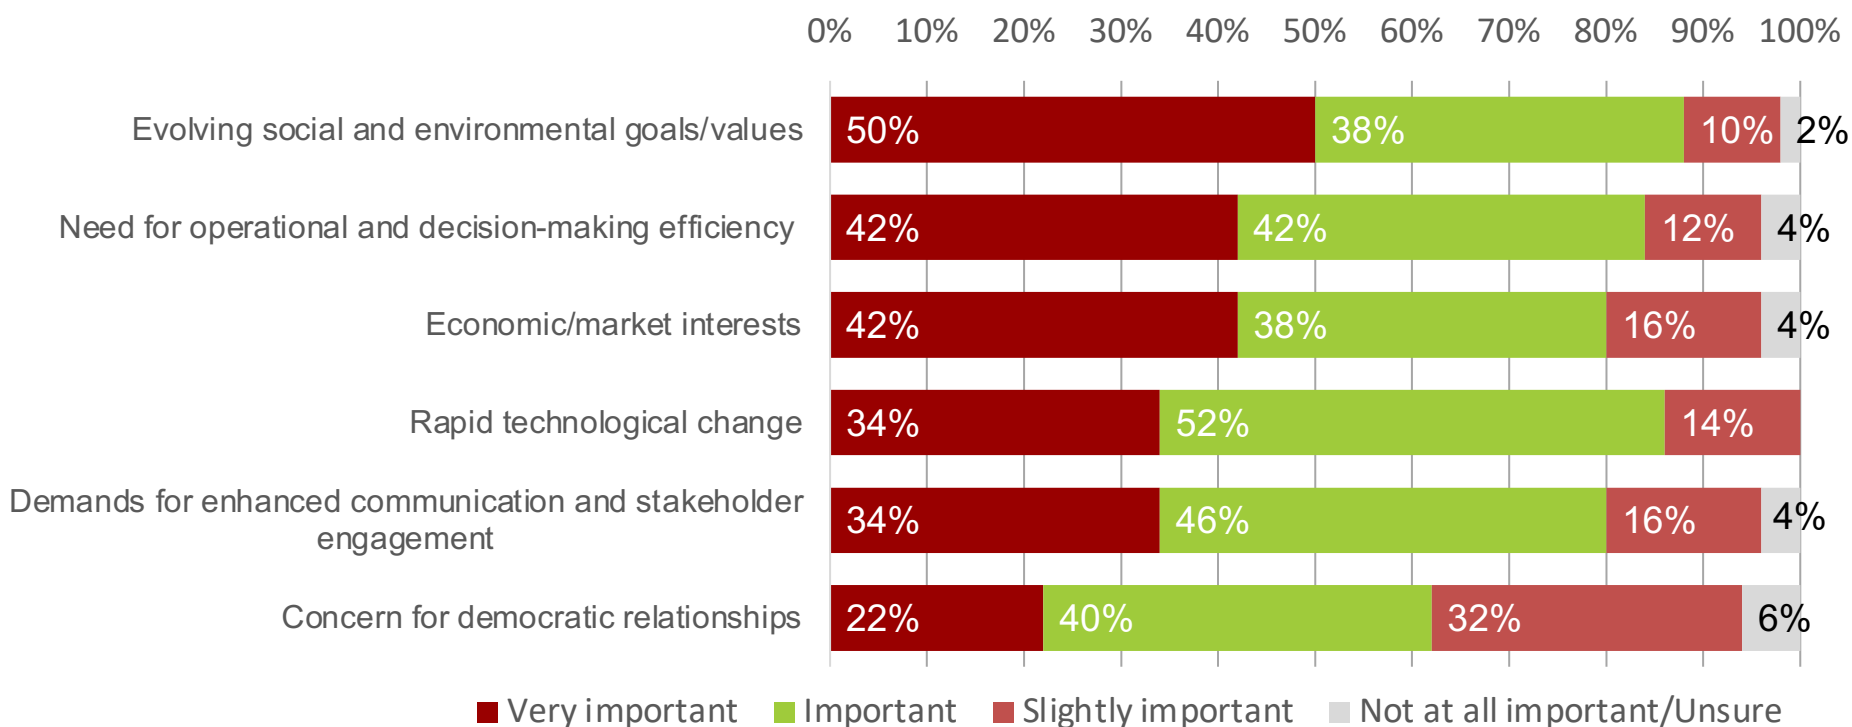 0% 10% 20% 30% 40% 50% 60% 70% 80% 90% 100%
Evolving social and environmental goals/values 50% 38% 10% 2%
Need for operational and decision-making efficiency 42% 42% 12% 4%
Economic/market interests 42% 38% 16% 4%
Rapid technological change 34% 52% 14%
Demands for enhanced communication and stakeholder
engagement 34% 46% 16% 4%
Concern for democratic relationships 22% 40% 32% 6%
Very important Important Slightly important Not at all important/Unsure